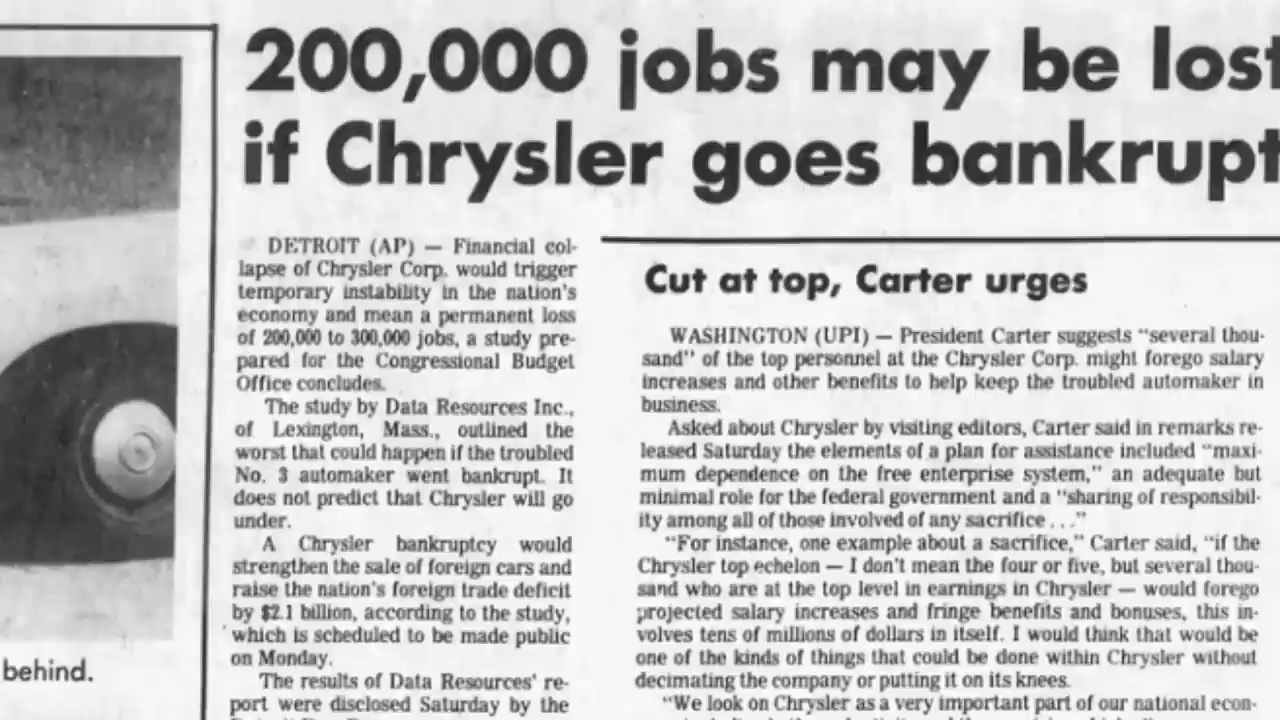 200,000 jobs may be lost
if Chrysler goes bankrupt
DETROIT (AP) — Financial col-
lapse of Chrysler Corp. would trigger
temporary instability in the nation's
economy and mean a permanent loss
of 200,000 to 300,000 jobs, a study pre-
pared for the Congressional Budget
Office concludes.
The study by Data Resources Inc.,
of Lexington, Mass., outlined the
worst that could happen if the troubled
No. 3 automaker went bankrupt. It
does not predict that Chrysler will go
under.
A Chrysler bankruptcy would
strengthen the sale of foreign cars and
raise the nation's foreign trade deficit
by $2.1 billion, according to the study,
which is scheduled to be made public
on Monday.
The results of Data Resources' re-
port were disclosed Saturday by the
Cut at top, Carter urges
WASHINGTON (UPI) — President Carter suggests "several thou-
sand" of the top personnel at the Chrysler Corp. might forego salary
increases and other benefits to help keep the troubled automaker in
business.
Asked about Chrysler by visiting editors, Carter said in remarks re-
leased Saturday the elements of a plan for assistance included "maxi-
mum dependence on the free enterprise system," an adequate but
minimal role for the federal government and a "sharing of responsibil-
ity among all of those involved of any sacrifice . . ."
"For instance, one example about a sacrifice," Carter said, "if the
Chrysler top echelon — I don't mean the four or five, but several thou-
sand who are at the top level in earnings in Chrysler — would forego
projected salary increases and fringe benefits and bonuses, this in-
volves tens of millions of dollars in itself. I would think that would be
one of the kinds of things that could be done within Chrysler without
decimating the company or putting it on its knees.
"We look on Chrysler as a very important part of our national econ-
behind.